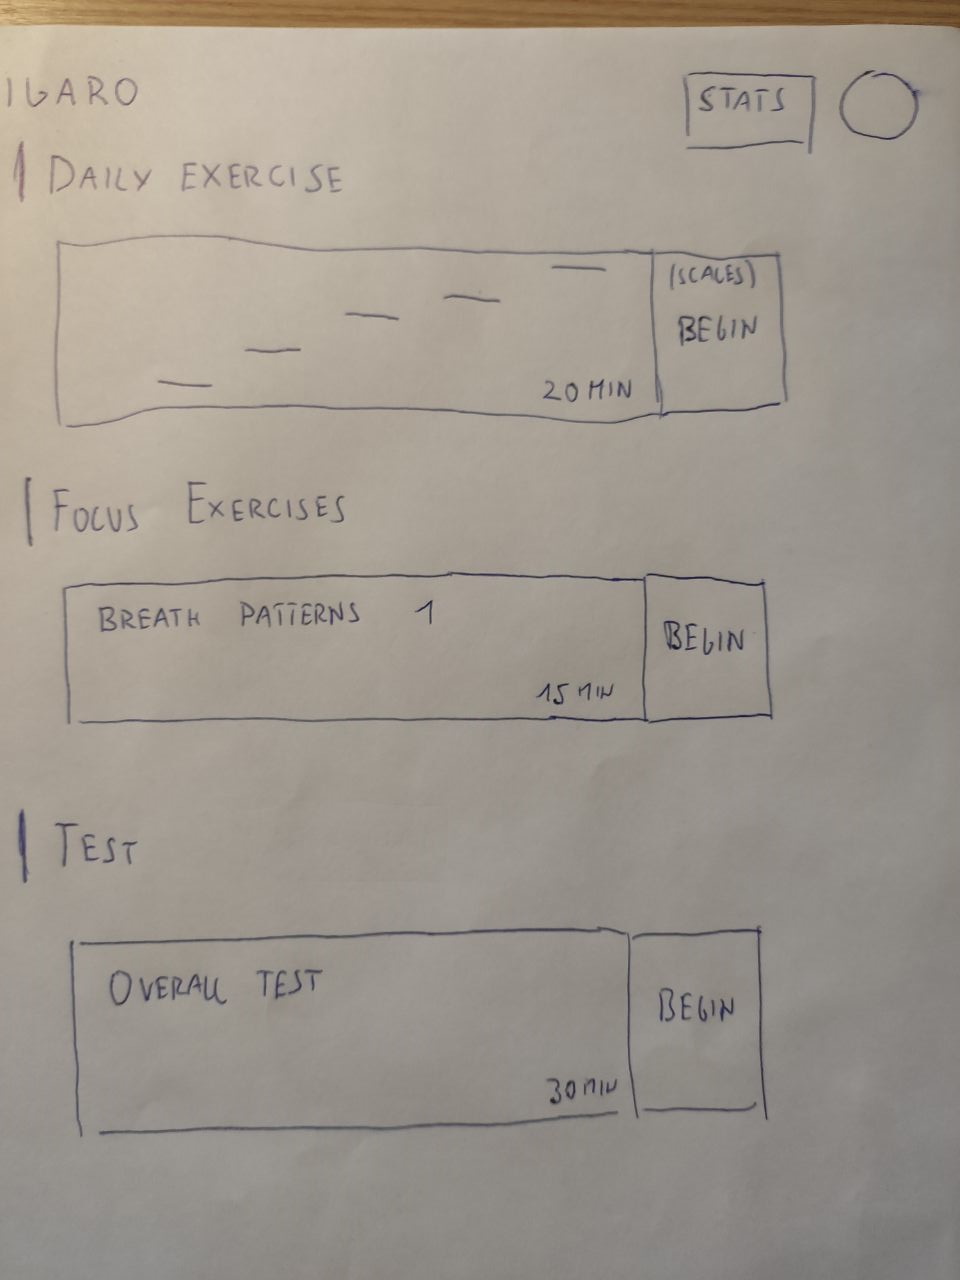 IGARO
STATS
DAILY EXERCISE
(SCALES)
BEGIN
20 MIN
FOCUS EXERCISES
BREATH PATTERNS 1
BEGIN
15 MIN
TEST
OVERALL TEST
BEGIN
30 MIN